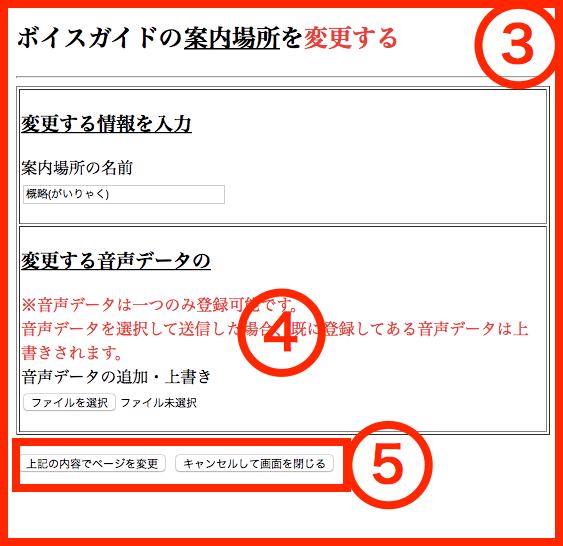 ボイスガイドの案内場所を変更する
③
変更する情報を入力
案内場所の名前
概略(がいりゃく)
変更する音声データの
※音声データは一つのみ登録可能です。
音声データを選択して送信した場合、既に登録してある音声データは上
書きされます。
④
音声データの追加・上書き
ファイルを選択 ファイル未選択
上記の内容でページを変更 キャンセルして画面を閉じる
⑤